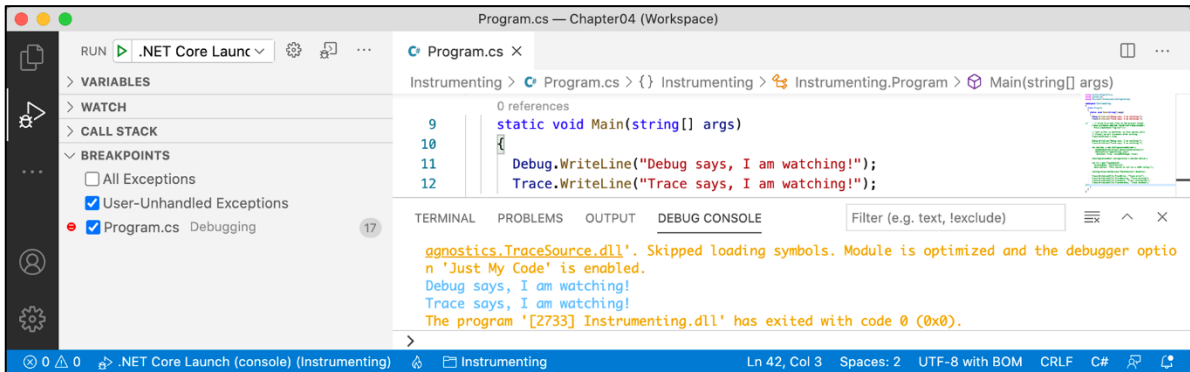 Program.cs — Chapter04 (Workspace)
RUN .NET Core Launc
VARIABLES
WATCH
CALL STACK
BREAKPOINTS
All Exceptions
User-Unhandled Exceptions
Program.cs Debugging 17
Program.cs
Instrumenting > Program.cs > {} Instrumenting > Instrumenting.Program > Main(string[] args)
0 references
9 static void Main(string[] args)
10 {
11 Debug.WriteLine("Debug says, I am watching!");
12 Trace.WriteLine("Trace says, I am watching!");
TERMINAL PROBLEMS OUTPUT DEBUG CONSOLE Filter (e.g. text, !exclude)
agnostics.TraceSource.dll'. Skipped loading symbols. Module is optimized and the debugger optio
n 'Just My Code' is enabled.
Debug says, I am watching!
Trace says, I am watching!
The program '[2733] Instrumenting.dll' has exited with code 0 (0x0).
>
0 0 .NET Core Launch (console) (Instrumenting) Instrumenting Ln 42, Col 3 Spaces: 2 UTF-8 with BOM CRLF C#